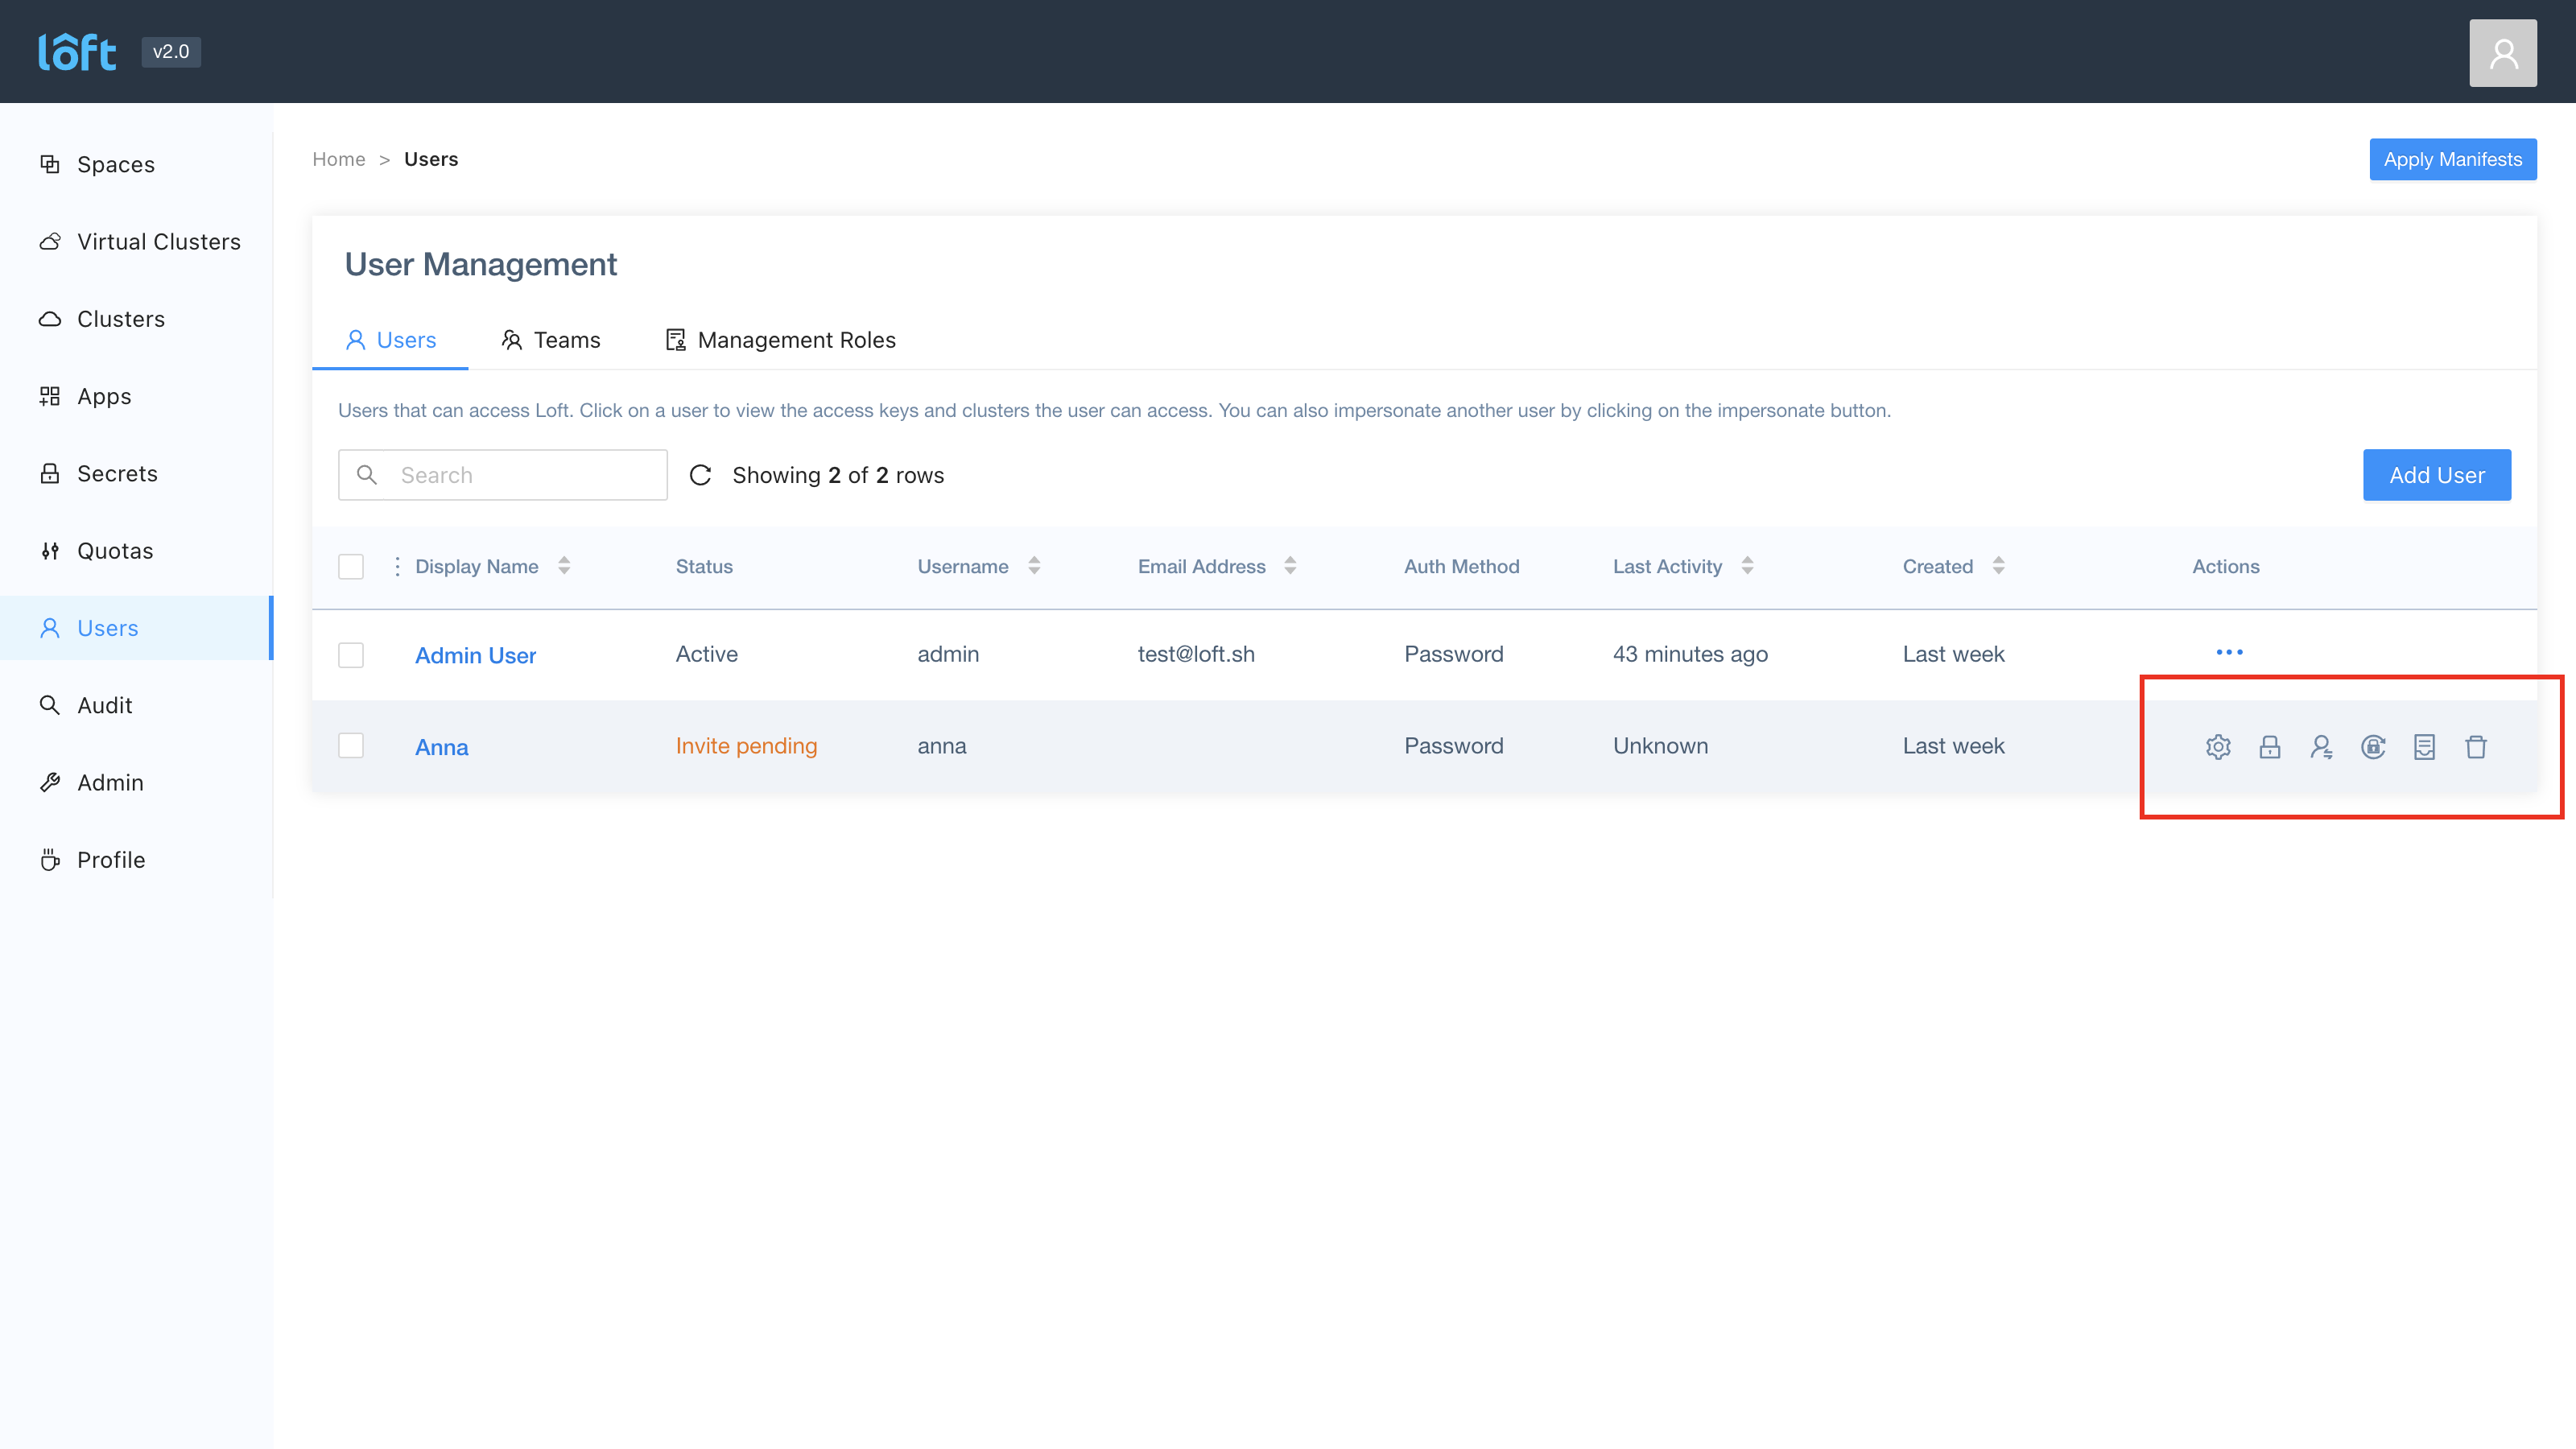 lôft v2.0
Spaces
Virtual Clusters
Clusters
Apps
Secrets
Quotas
Users
Audit
Admin
Profile
Home > Users
Apply Manifests
User Management
Users Teams Management Roles
Users that can access Loft. Click on a user to view the access keys and clusters the user can access. You can also impersonate another user by clicking on the impersonate button.
Search Showing 2 of 2 rows Add User
Display Name Status Username Email Address Auth Method Last Activity Created Actions
Admin User Active admin test@loft.sh Password 43 minutes ago Last week
Anna Invite pending anna Password Unknown Last week